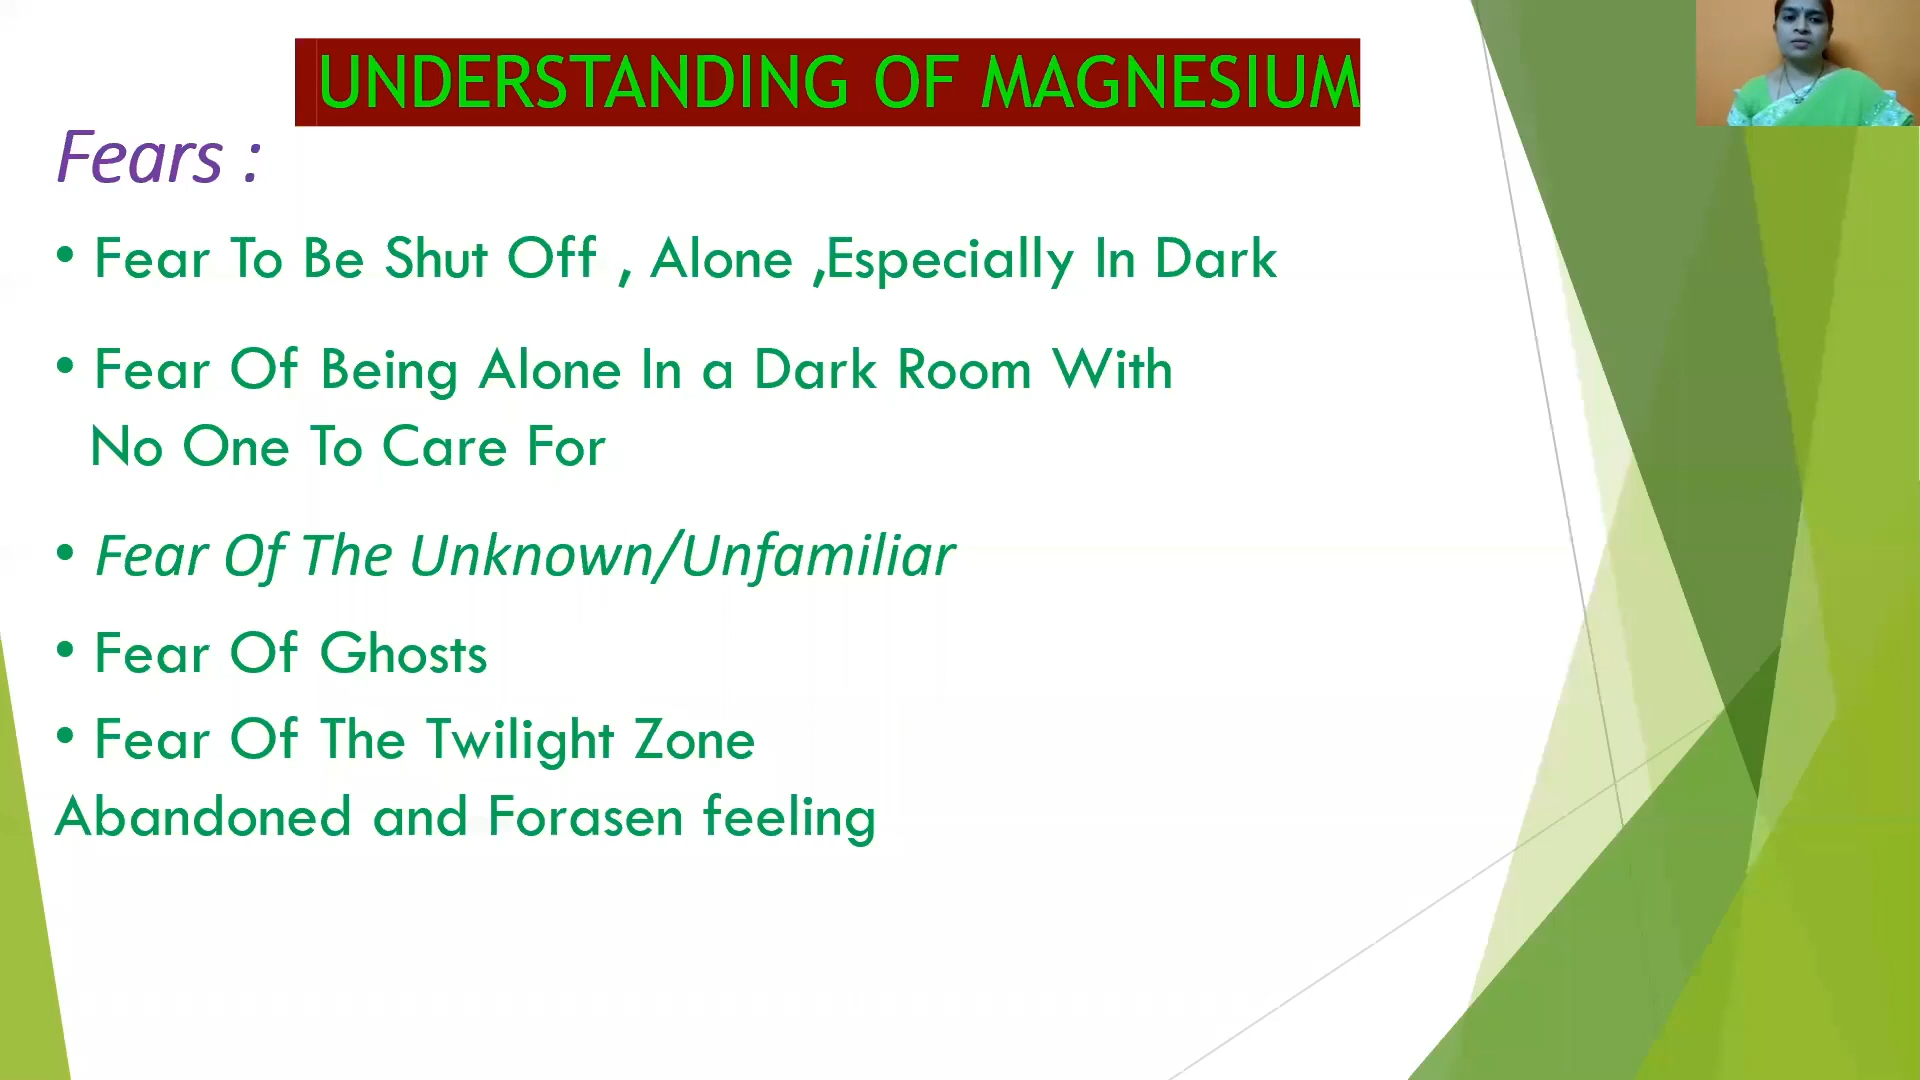 UNDERSTANDING OF MAGNESIUM
Fears :
• Fear To Be Shut Off , Alone ,Especially In Dark
• Fear Of Being Alone In a Dark Room With
No One To Care For
• Fear Of The Unknown/Unfamiliar
• Fear Of Ghosts
• Fear Of The Twilight Zone
Abandoned and Forasen feeling